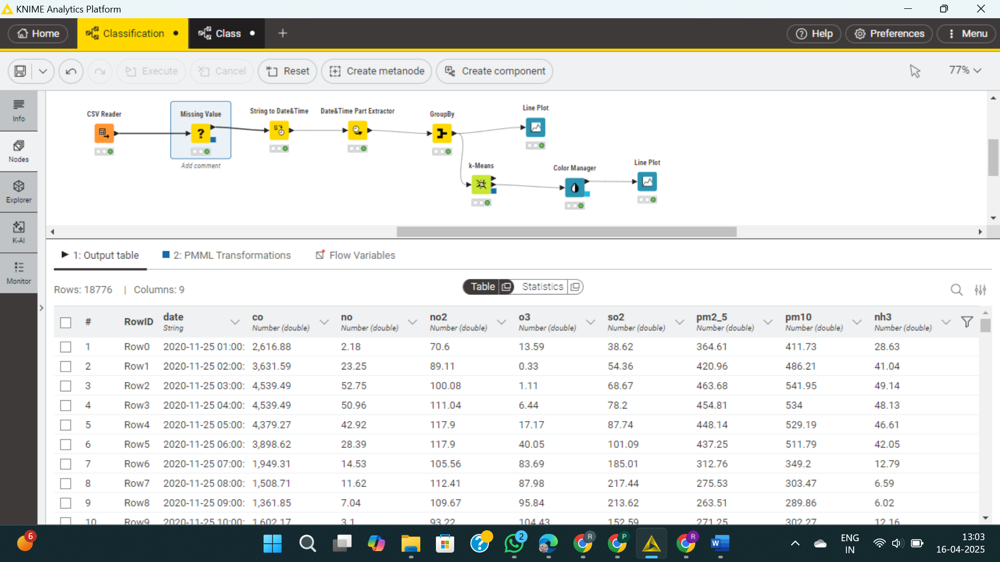 KNIME Analytics Platform
Home
Classification
Class
Help
Preferences
Menu
Execute
Cancel
Reset
Create metanode
Create component
77%
Info
Nodes
Explorer
K-AI
Monitor
CSV Reader
Missing Value
Add comment
String to Date&Time
Date&Time Part Extractor
GroupBy
Line Plot
k-Means
Color Manager
Line Plot
1: Output table
2: PMML Transformations
Flow Variables
Rows: 18776 | Columns: 9
Table
Statistics
# RowID date co no no2 o3 so2 pm2_5 pm10 nh3
String Number (double) Number (double) Number (double) Number (double) Number (double) Number (double) Number (double) Number (double)
1 Row0 2020-11-25 01:00: 2,616.88 2.18 70.6 13.59 38.62 364.61 411.73 28.63
2 Row1 2020-11-25 02:00: 3,631.59 23.25 89.11 0.33 54.36 420.96 486.21 41.04
3 Row2 2020-11-25 03:00: 4,539.49 52.75 100.08 1.11 68.67 463.68 541.95 49.14
4 Row3 2020-11-25 04:00: 4,539.49 50.96 111.04 6.44 78.2 454.81 534 48.13
5 Row4 2020-11-25 05:00: 4,379.27 42.92 117.9 17.17 87.74 448.14 529.19 46.61
6 Row5 2020-11-25 06:00: 3,898.62 28.39 117.9 40.05 101.09 437.25 511.79 42.05
7 Row6 2020-11-25 07:00: 1,949.31 14.53 105.56 83.69 185.01 312.76 349.2 12.79
8 Row7 2020-11-25 08:00: 1,508.71 11.62 112.41 87.98 217.44 275.53 303.47 6.59
9 Row8 2020-11-25 09:00: 1,361.85 7.04 109.67 95.84 213.62 263.51 289.86 6.02
10 Row9 2020-11-25 10:00: 1,602.17 3.1 93.22 104.43 152.59 271.25 302.27 12.16
6
2
R
P
R
W
ENG
IN
13:03
16-04-2025